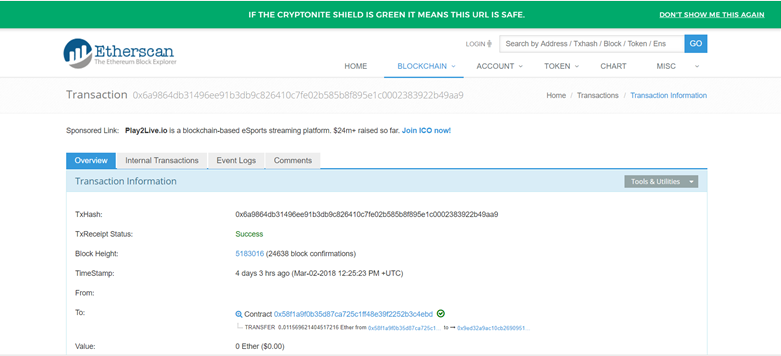 IF THE CRYPTONITE SHIELD IS GREEN IT MEANS THIS URL IS SAFE. DON'T SHOW ME THIS AGAIN
Etherscan
The Ethereum Block Explorer
LOGIN Search by Address / Txhash / Block / Token / Ens GO
HOME BLOCKCHAIN ACCOUNT TOKEN CHART MISC
Transaction 0x6a9864db31496ee91b3db9c826410c7fe02b585b8f895e1c0002383922b49aa9 Home / Transactions / Transaction Information
Sponsored Link: Play2Live.io is a blockchain-based eSports streaming platform. $24m+ raised so far. Join ICO now!
Overview Internal Transactions Event Logs Comments
Transaction Information Tools & Utilities
TxHash: 0x6a9864db31496ee91b3db9c826410c7fe02b585b8f895e1c0002383922b49aa9
TxReceipt Status: Success
Block Height: 5183016 (24638 block confirmations)
TimeStamp: 4 days 3 hrs ago (Mar-02-2018 12:25:23 PM +UTC)
From:
To: Contract 0x58f1a9f0b35d87ca725c1ff48e39f2252b3c4ebd
TRANSFER 0.011569621404517216 Ether from 0x58f1a9f0b35d87ca725c1... to → 0x9ed32a9ac10cb2090951...
Value: 0 Ether ($0.00)